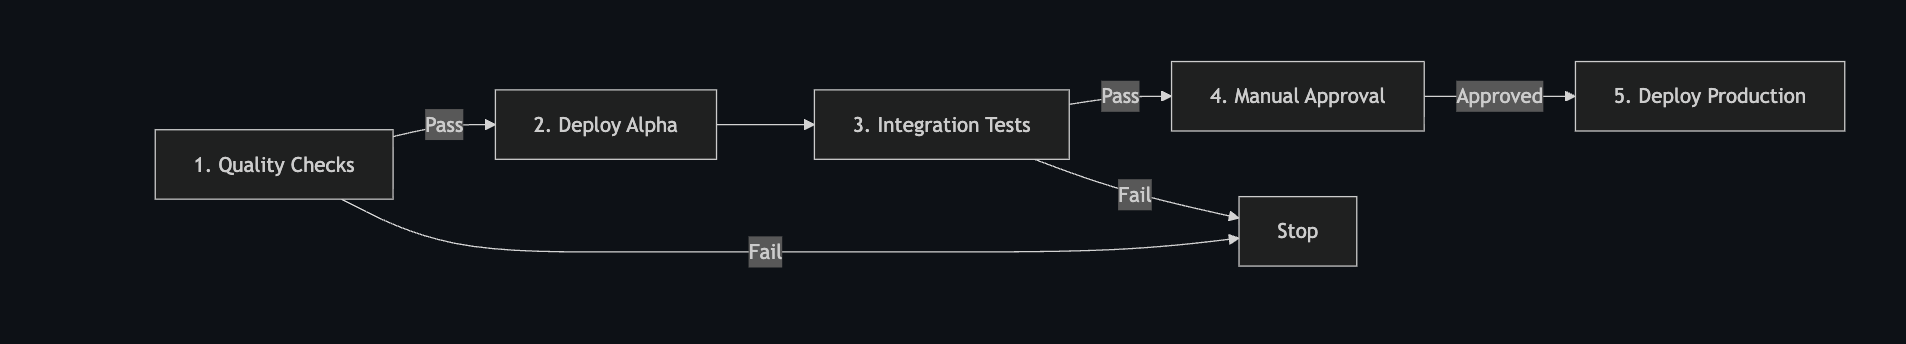 1. Quality Checks
Pass
2. Deploy Alpha
3. Integration Tests
Pass
4. Manual Approval
Approved
5. Deploy Production
Fail
Stop
Fail